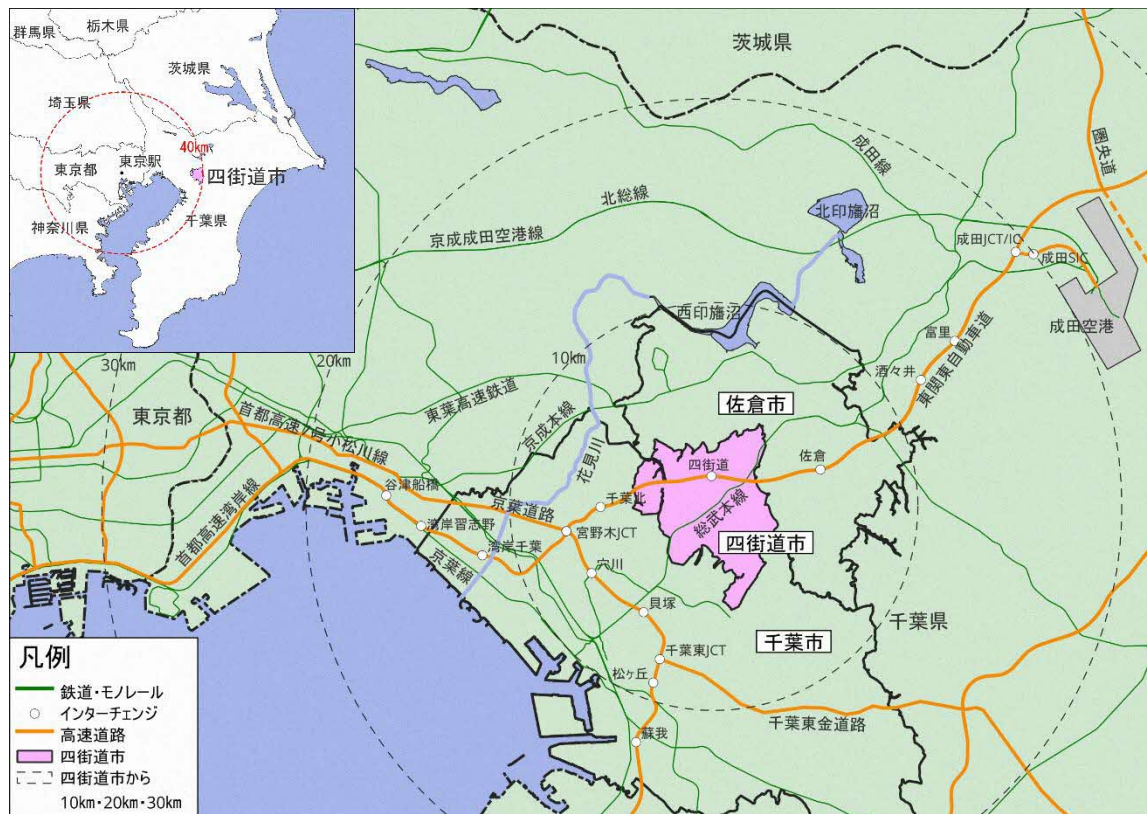 群馬県
栃木県
茨城県
埼玉県
40km
東京都
東京駅
四街道市
千葉県
神奈川県
茨城県
圏央道
成田線
北総線
北印旛沼
京成成田空港線
成田JCT/IC
成田SIC
西印旛沼
成田空港
富里
30km
20km
10km
酒々井
東関東自動車道
東葉高速鉄道
京成本線
佐倉市
東京都
首都高速7号小松川線
花見川
四街道
佐倉
谷津船橋
千葉北
京葉道路
総武本線
首都高速湾岸線
湾岸習志野
宮野木JCT
四街道市
湾岸千葉
京葉線
穴川
貝塚
千葉県
千葉市
千葉東JCT
松ヶ丘
千葉東金道路
蘇我
凡例
鉄道・モノレール
インターチェンジ
高速道路
四街道市
四街道市から
10km・20km・30km